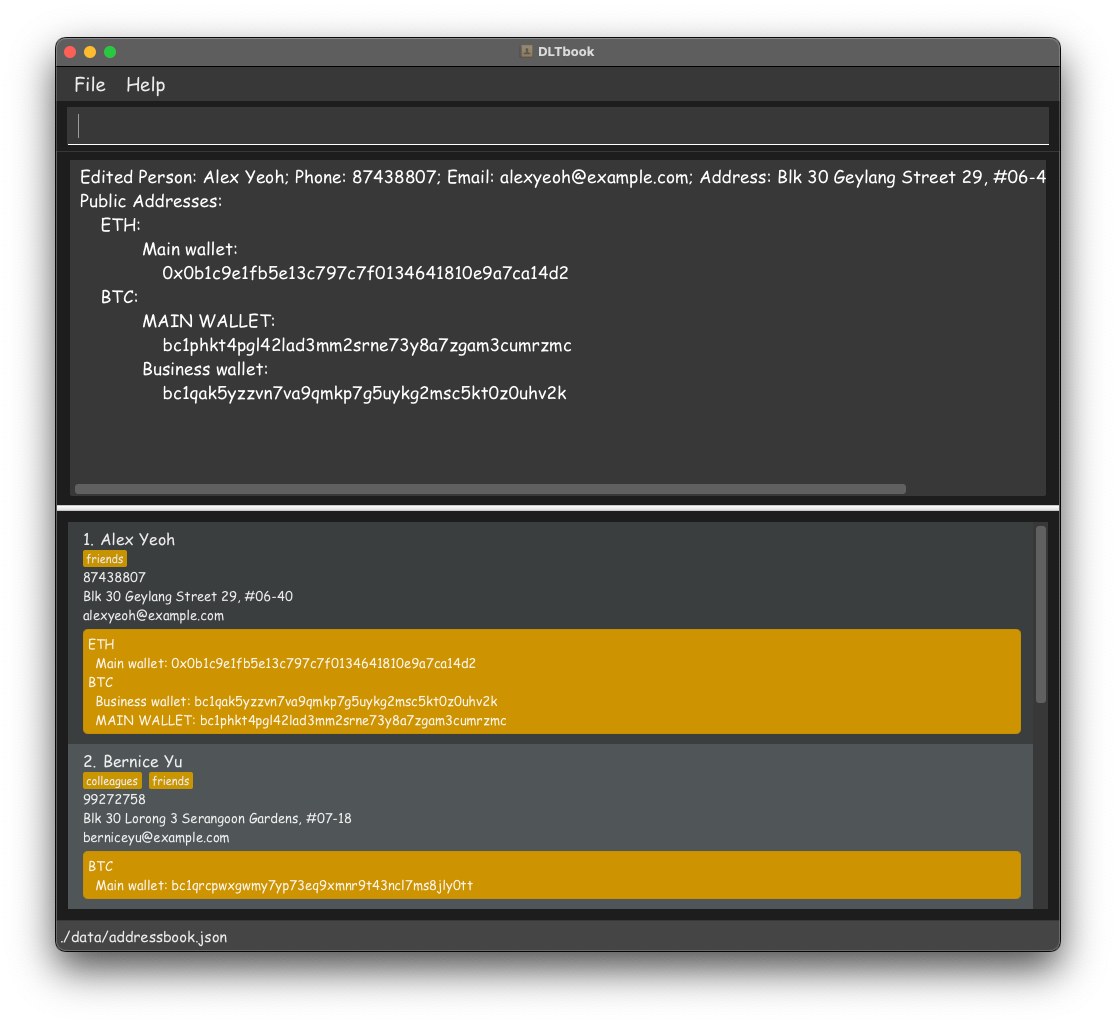 DLTbook
File Help
Edited Person: Alex Yeoh; Phone: 87438807; Email: alexyeoh@example.com; Address: Blk 30 Geylang Street 29, #06-4
Public Addresses:
ETH:
Main wallet:
0x0b1c9e1fb5e13c797c7f0134641810e9a7ca14d2
BTC:
MAIN WALLET:
bc1phkt4pgl42lad3mm2srne73y8a7zgam3cumrzmc
Business wallet:
bc1qak5yzzvn7va9qmkp7g5uykg2msc5kt0z0uhv2k
1. Alex Yeoh
friends
87438807
Blk 30 Geylang Street 29, #06-40
alexyeoh@example.com
ETH
Main wallet: 0x0b1c9e1fb5e13c797c7f0134641810e9a7ca14d2
BTC
Business wallet: bc1qak5yzzvn7va9qmkp7g5uykg2msc5kt0z0uhv2k
MAIN WALLET: bc1phkt4pgl42lad3mm2srne73y8a7zgam3cumrzmc
2. Bernice Yu
colleagues friends
99272758
Blk 30 Lorong 3 Serangoon Gardens, #07-18
berniceyu@example.com
BTC
Main wallet: bc1qrcpwxgwmy7yp73eq9xmnr9t43ncl7ms8jly0tt
./data/addressbook.json